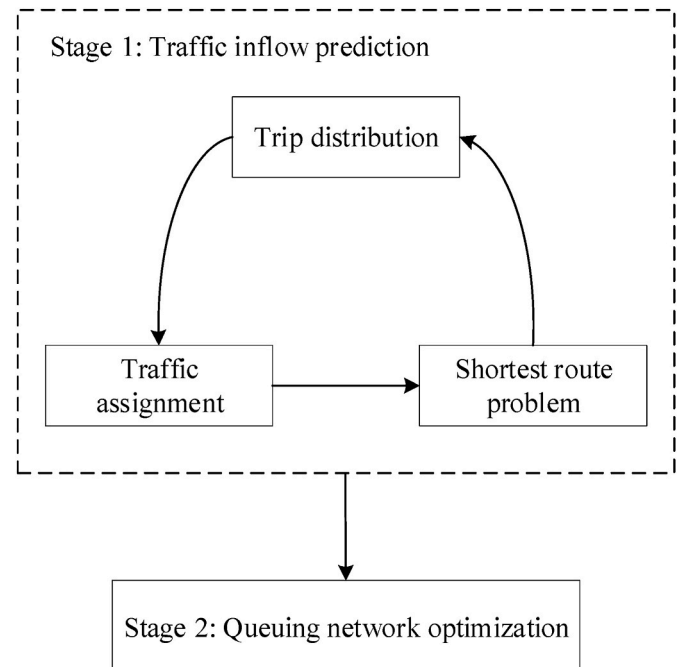 Stage 1: Traffic inflow prediction
Trip distribution
Traffic
assignment
Shortest route
problem
Stage 2: Queuing network optimization